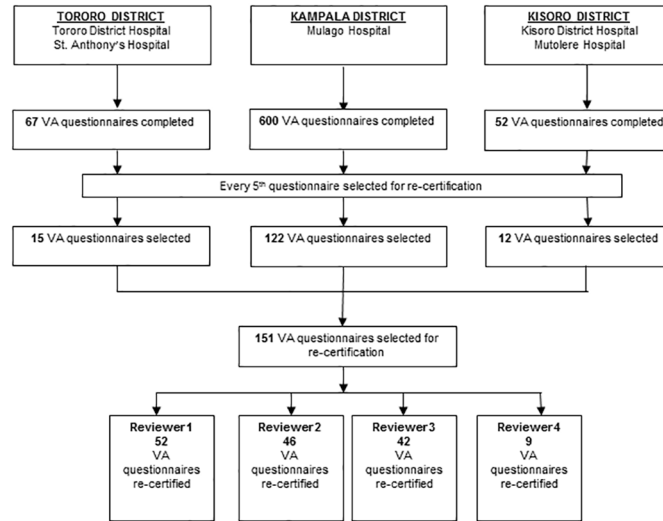 TORORO DISTRICT
Tororo District Hospital
St. Anthony's Hospital
KAMPALA DISTRICT
Mulago Hospital
KISORO DISTRICT
Kisoro District Hospital
Mutolere Hospital
67 VA questionnaires completed
600 VA questionnaires completed
52 VA questionnaires completed
Every 5th questionnaire selected for re-certification
15 VA questionnaires selected
122 VA questionnaires selected
12 VA questionnaires selected
151 VA questionnaires selected for
re-certification
Reviewer1
52
VA
questionnaires
re-certified
Reviewer2
46
VA
questionnaires
re-certified
Reviewer3
42
VA
questionnaires
re-certified
Reviewer4
9
VA
questionnaires
re-certified